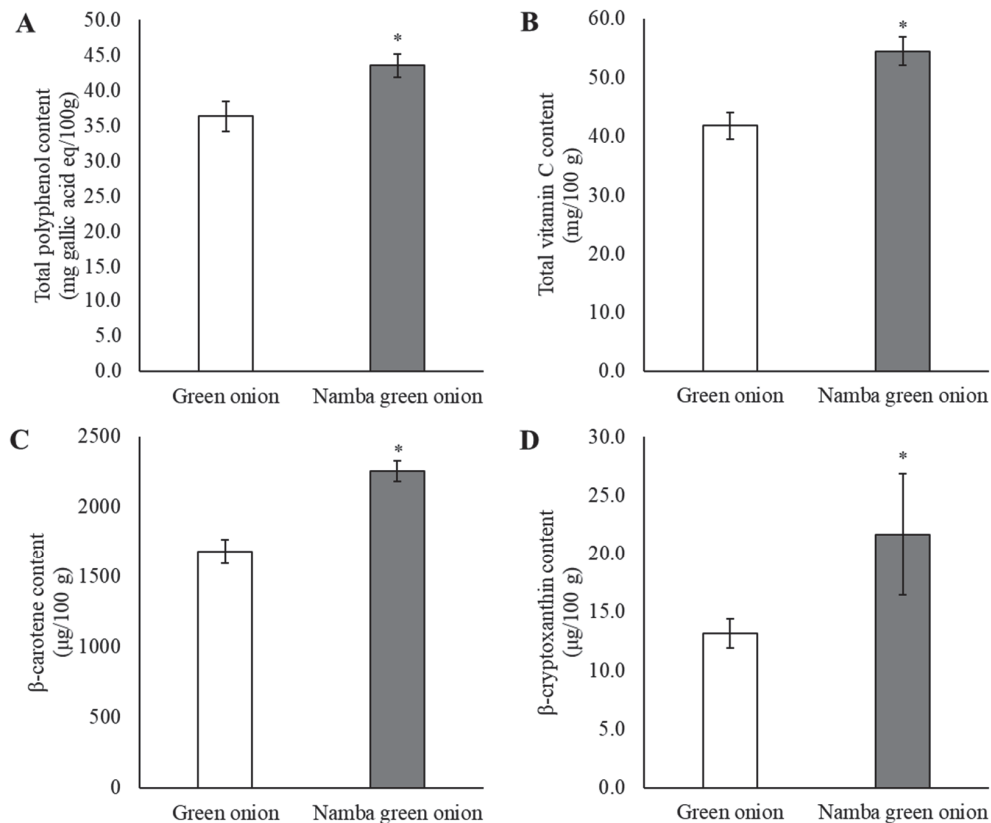 A
Total polyphenol content
(mg gallic acid eq/100g)
50.0
45.0
40.0
35.0
30.0
25.0
20.0
15.0
10.0
5.0
0.0
*
Green onion
Namba green onion
B
Total vitamin C content
(mg/100 g)
60.0
50.0
40.0
30.0
20.0
10.0
0.0
*
Green onion
Namba green onion
C
β-carotene content
(µg/100 g)
2500
2000
1500
1000
500
0
*
Green onion
Namba green onion
D
β-cryptoxanthin content
(µg/100 g)
30.0
25.0
20.0
15.0
10.0
5.0
0.0
*
Green onion
Namba green onion